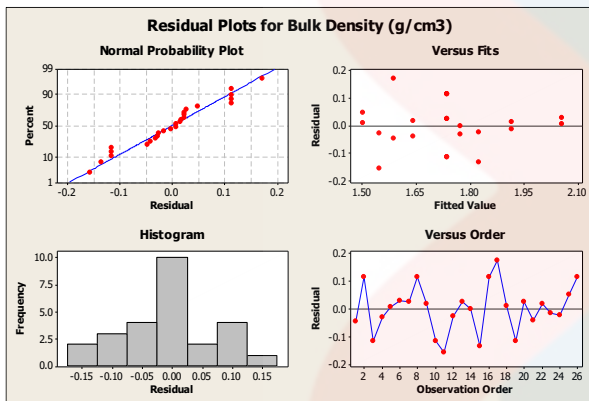 Residual Plots for Bulk Density (g/cm3)
Normal Probability Plot
99
90
50
10
1
Percent
-0.2 -0.1 0.0 0.1 0.2
Residual
Versus Fits
0.2
0.1
0.0
-0.1
-0.2
Residual
1.50 1.65 1.80 1.95 2.10
Fitted Value
Histogram
10.0
7.5
5.0
2.5
0.0
Frequency
-0.15 -0.10 -0.05 0.00 0.05 0.10 0.15
Residual
Versus Order
0.2
0.1
0.0
-0.1
-0.2
Residual
2 4 6 8 10 12 14 16 18 20 22 24 26
Observation Order